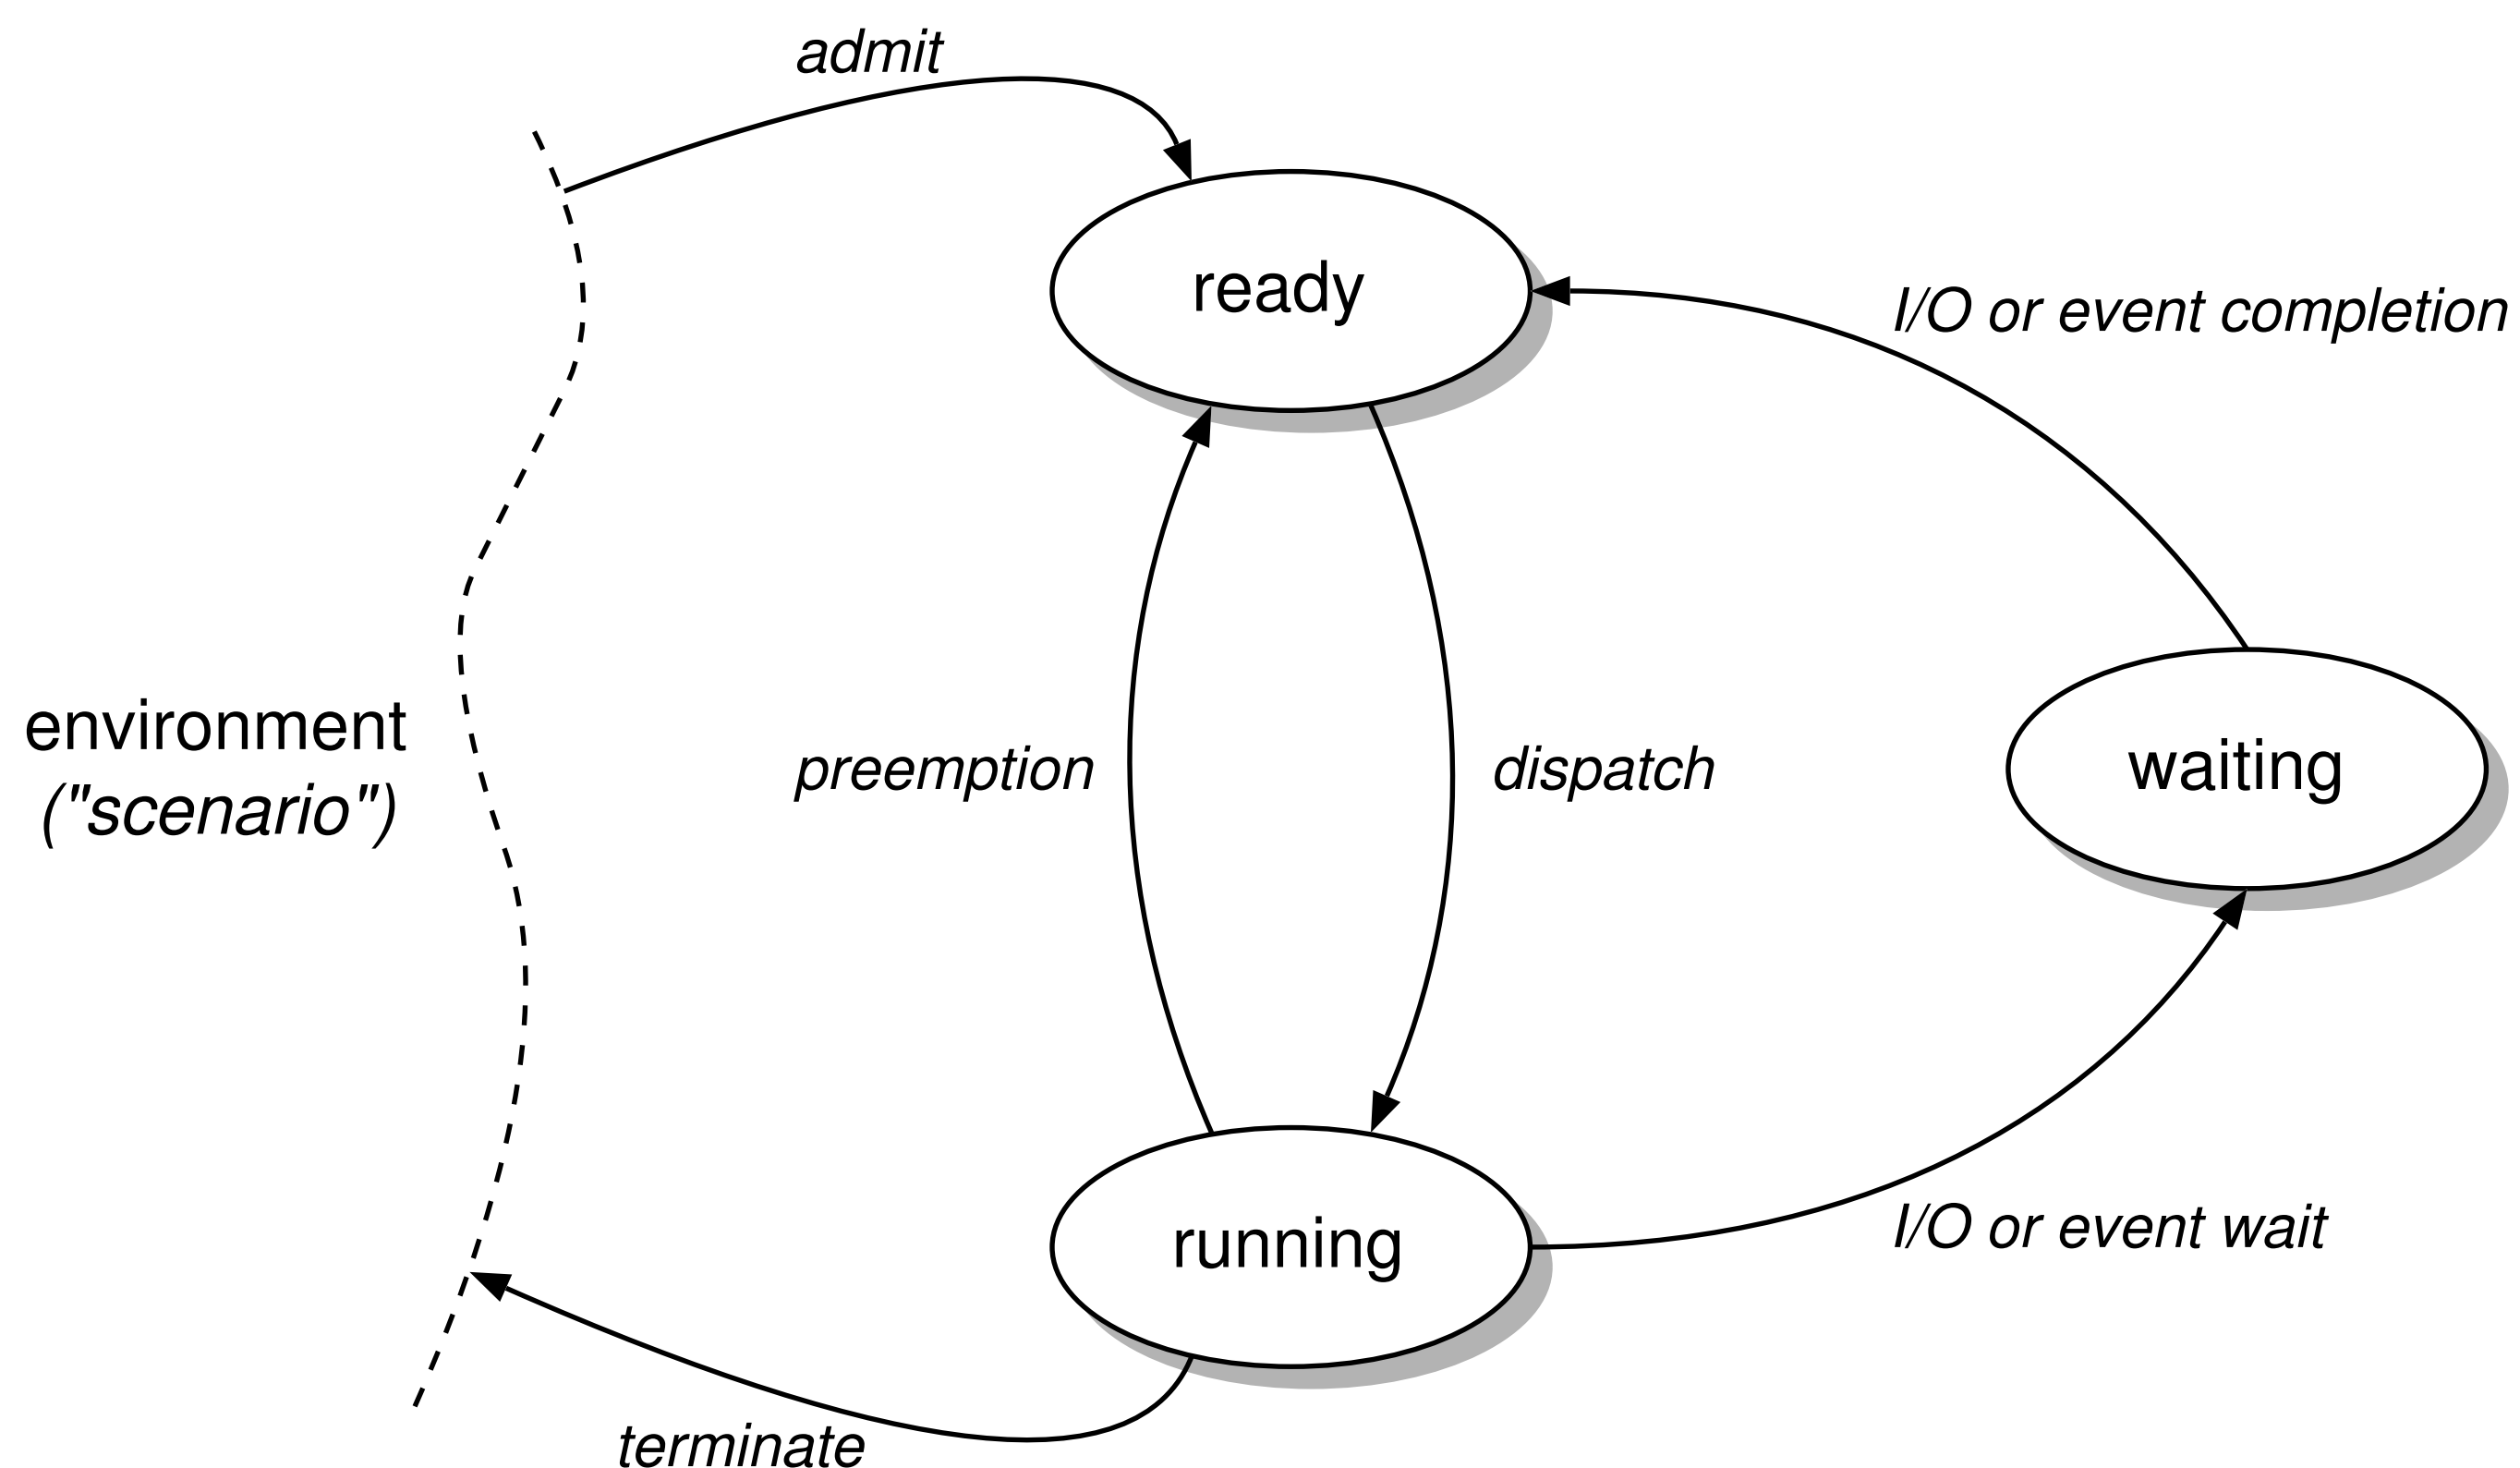 admit
ready
I/O or event completion
environment
("scenario")
preemption
dispatch
waiting
running
I/O or event wait
terminate